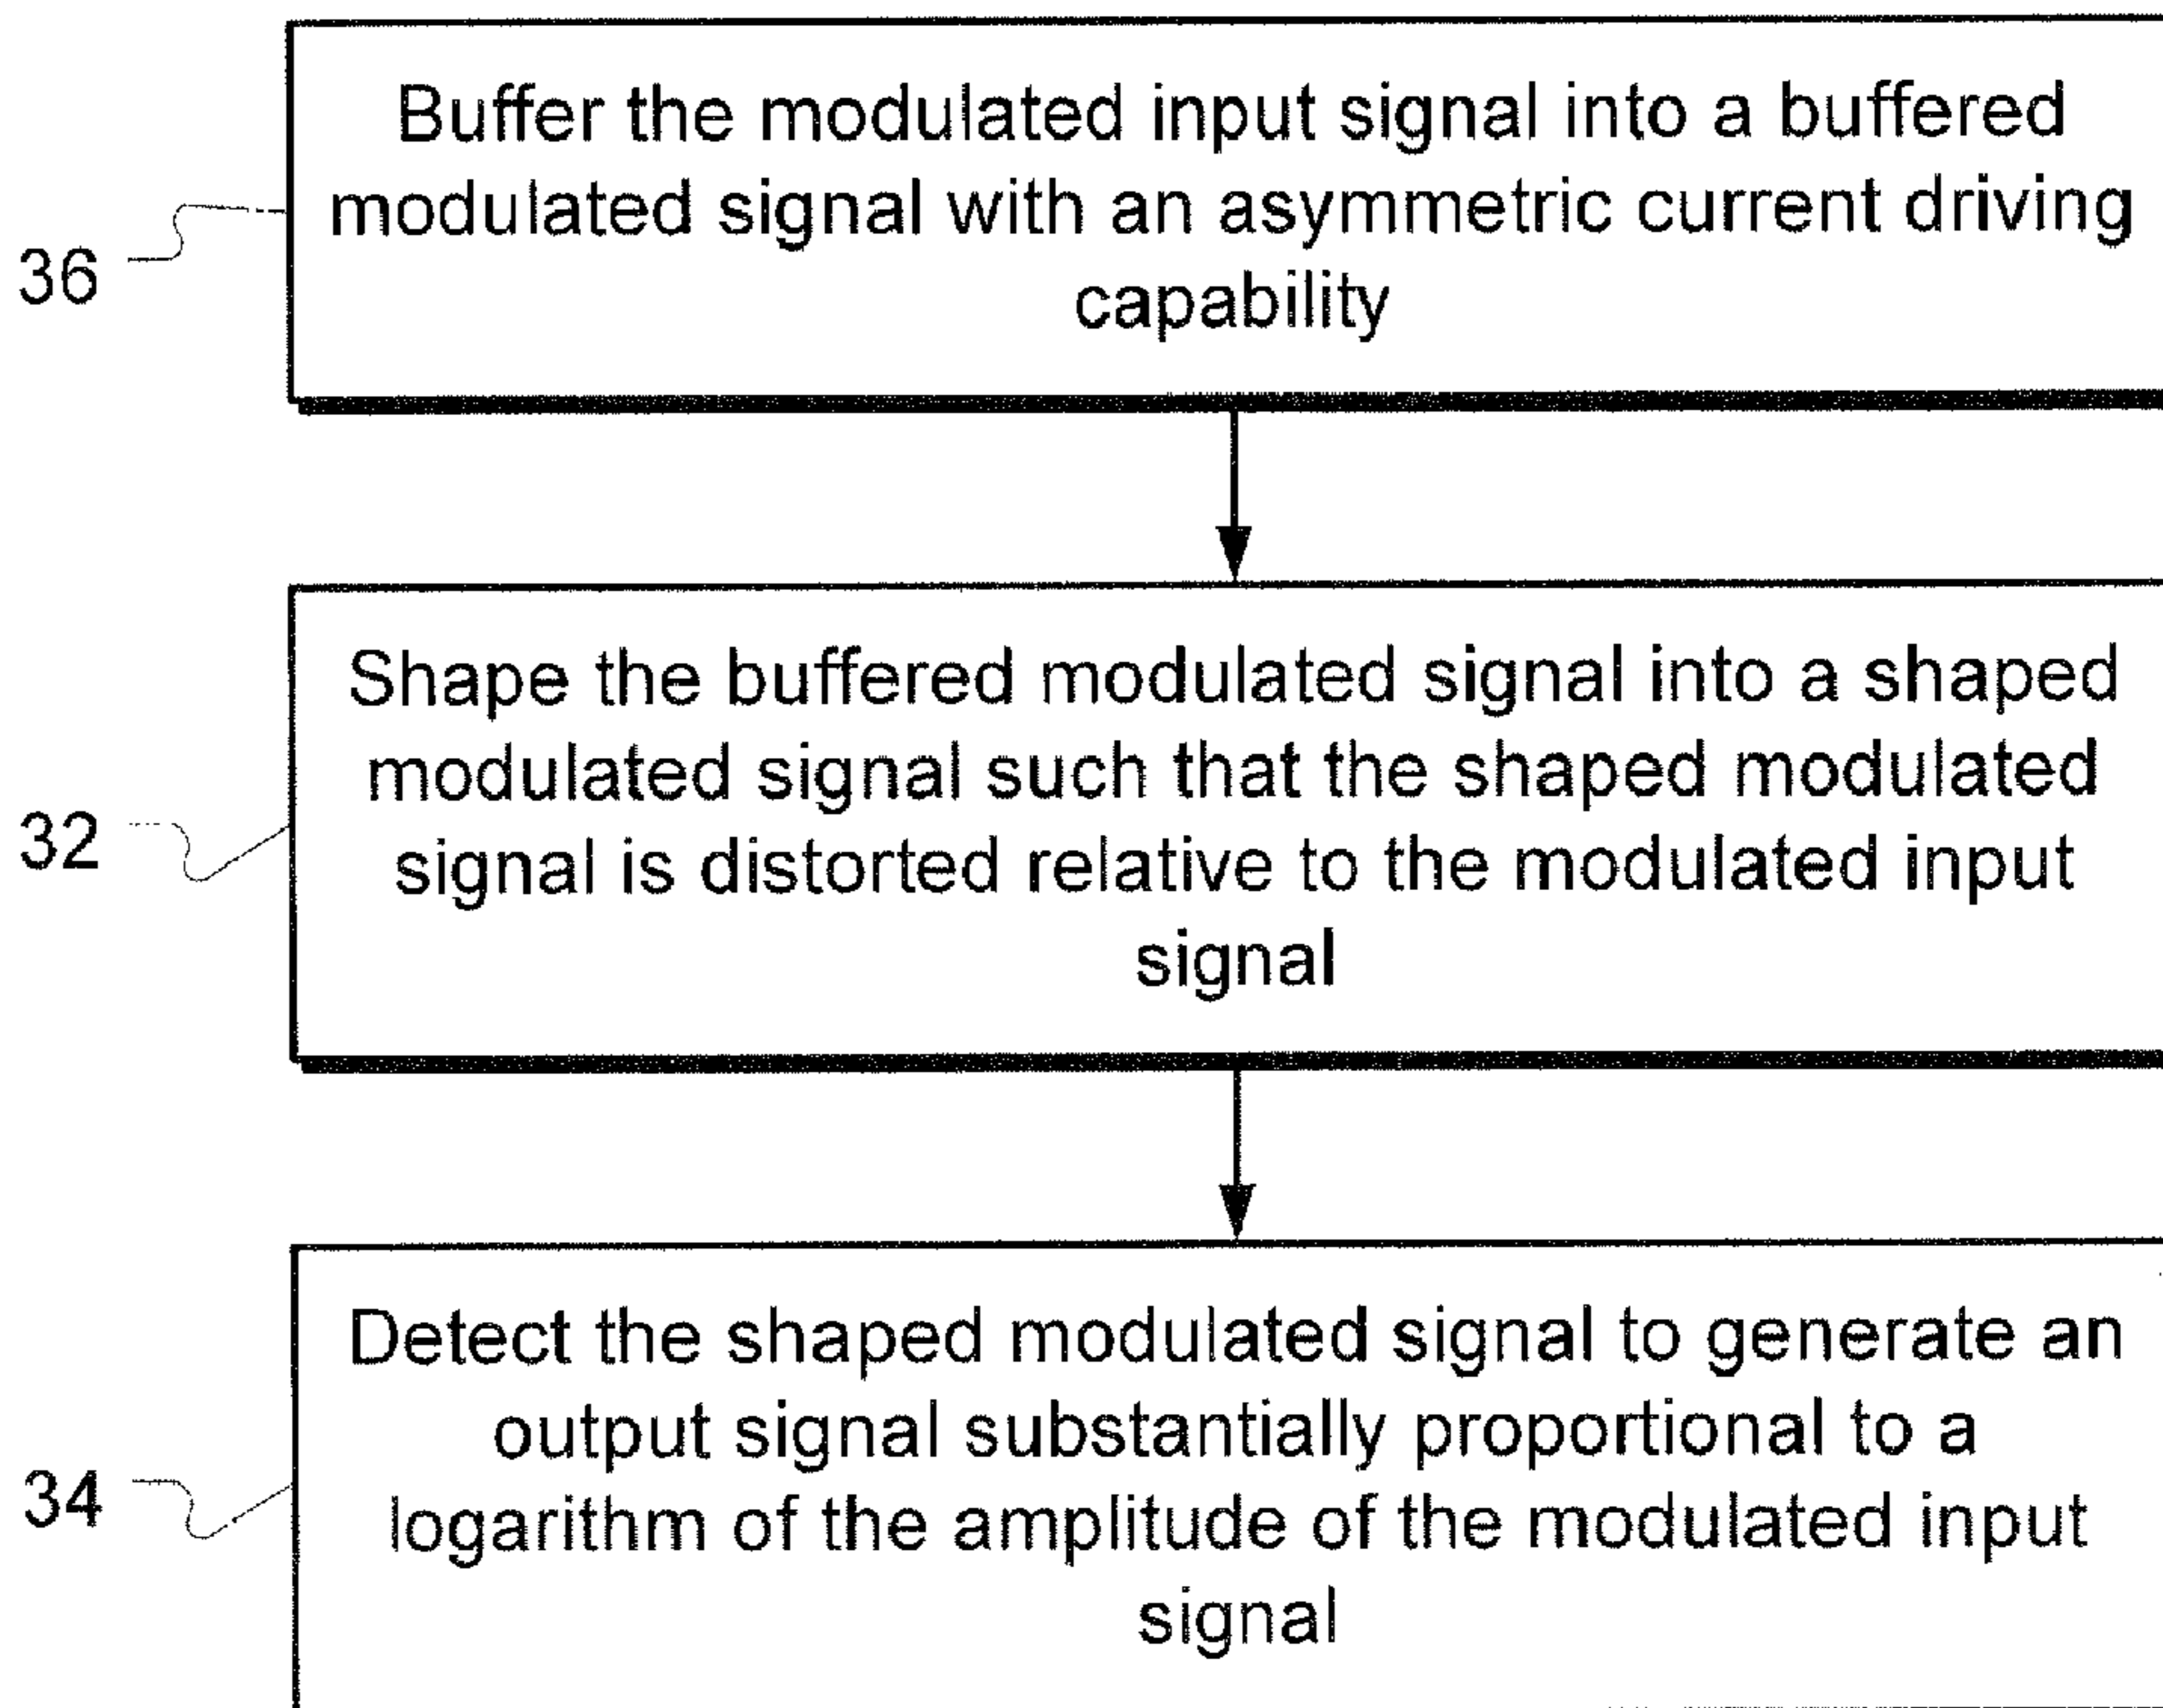 Buffer the modulated input signal into a buffered
modulated signal with an asymmetric current driving
capability
36
Shape the buffered modulated signal into a shaped
modulated signal such that the shaped modulated
signal is distorted relative to the modulated input
signal
32
Detect the shaped modulated signal to generate an
output signal substantially proportional to a
logarithm of the amplitude of the modulated input
signal
34